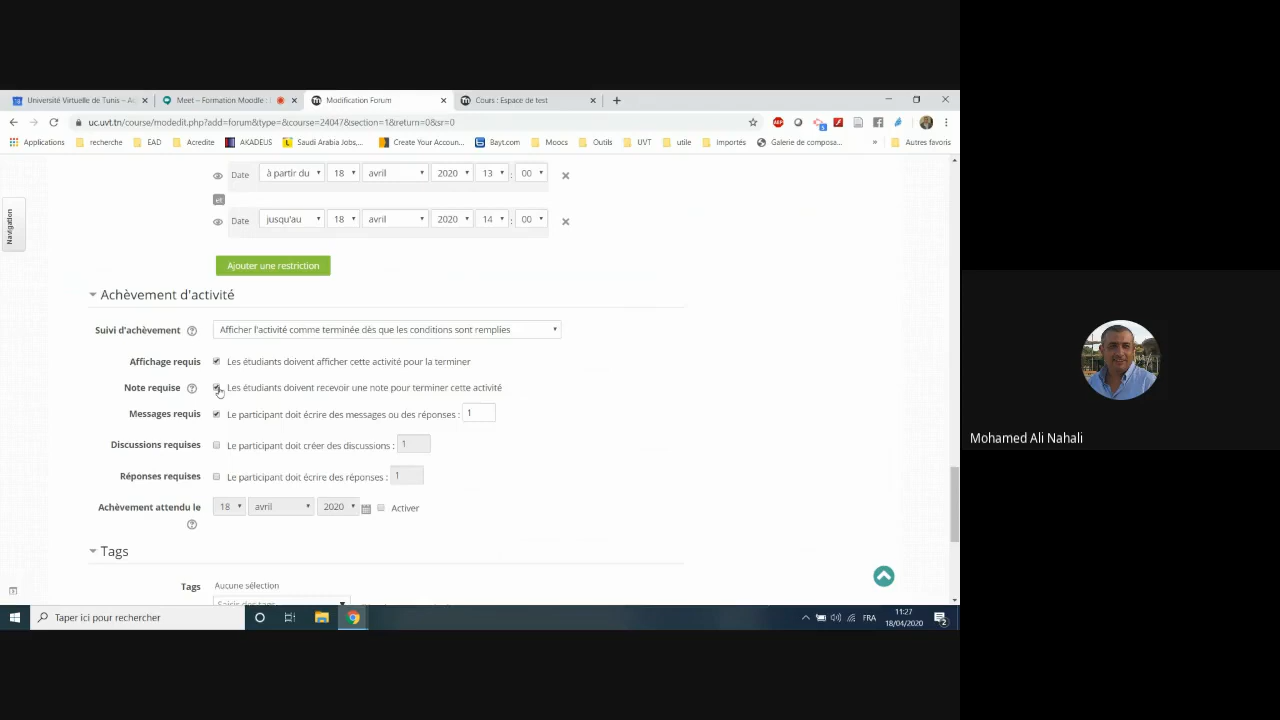 Université Virtuelle de Tunis – Ac
Meet – Formation Moodle :
Modification Forum
Cours : Espace de test
uc.uvt.tn/course/modedit.php?add=forum&type=&course=24047&section=1&return=0&sr=0
Applications recherche EAD Acredite AKADEUS Saudi Arabia Jobs,... Create Your Accoun... Bayt.com Moocs Outils UVT utile Importés Galerie de composa... » Autres favoris
Navigation
Date à partir du 18 avril 2020 13 : 00
et
Date jusqu'au 18 avril 2020 14 : 00
Ajouter une restriction
Achèvement d'activité
Suivi d'achèvement Afficher l'activité comme terminée dès que les conditions sont remplies
Affichage requis Les étudiants doivent afficher cette activité pour la terminer
Note requise Les étudiants doivent recevoir une note pour terminer cette activité
Messages requis Le participant doit écrire des messages ou des réponses : 1
Discussions requises Le participant doit créer des discussions : 1
Réponses requises Le participant doit écrire des réponses : 1
Achèvement attendu le 18 avril 2020 Activer
Tags
Tags Aucune sélection
Saisir des tags
Taper ici pour rechercher
FRA
11:27
18/04/2020
2
Mohamed Ali Nahali